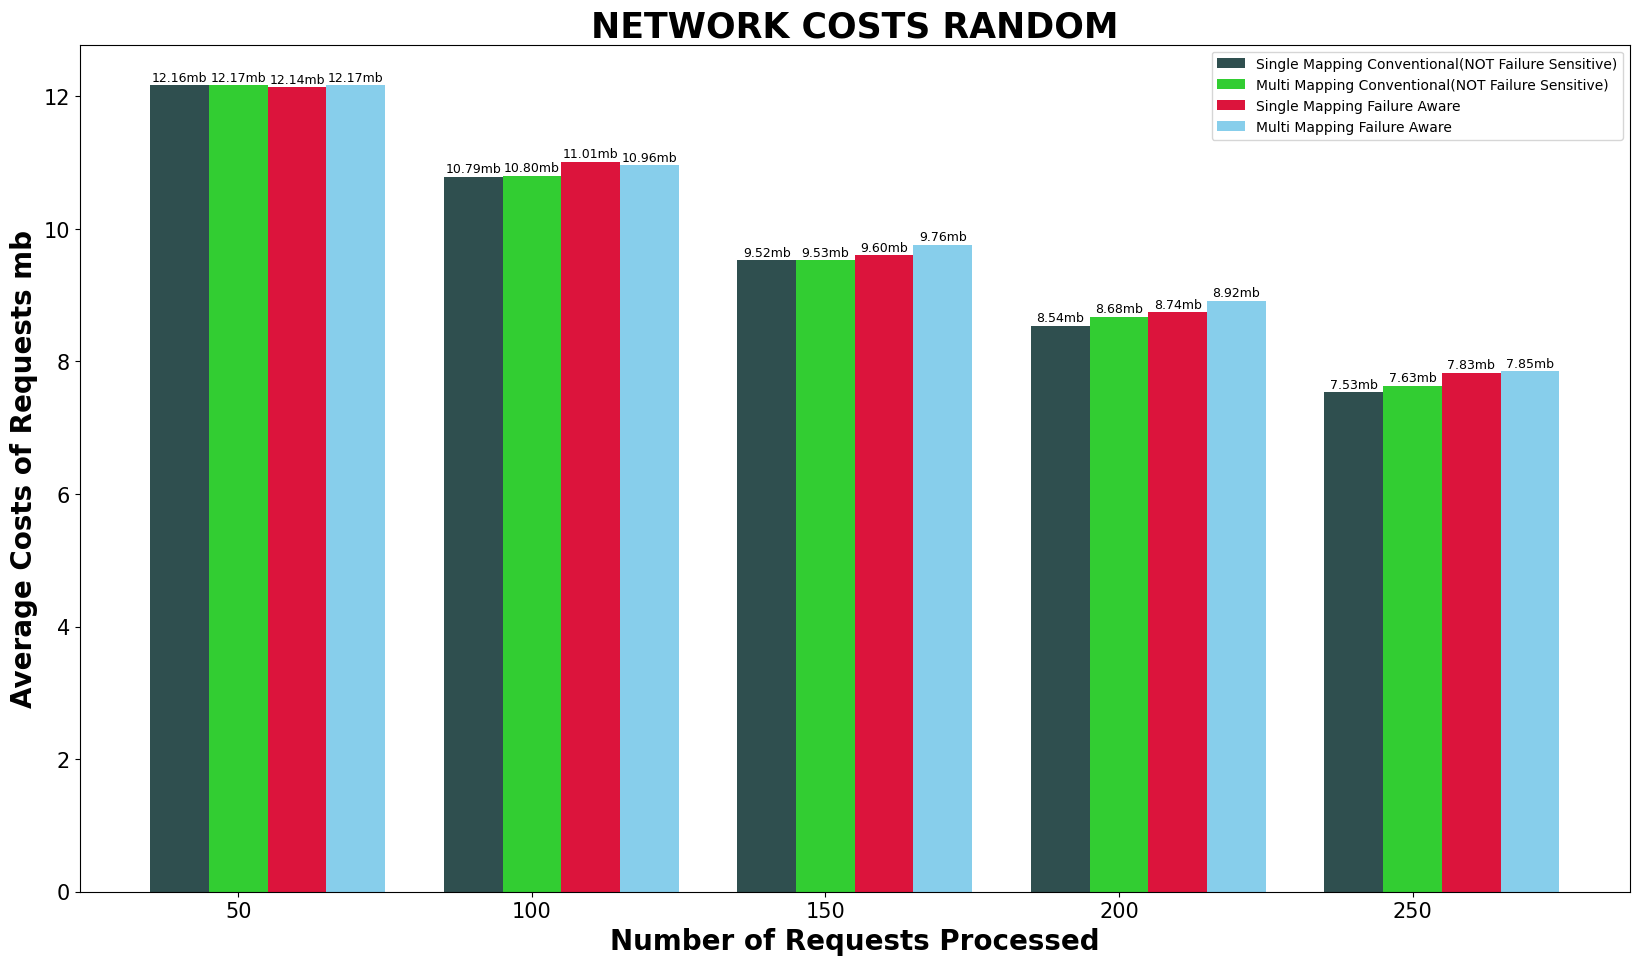 NETWORK COSTS RANDOM
Single Mapping Conventional(NOT Failure Sensitive)
Multi Mapping Conventional(NOT Failure Sensitive)
Single Mapping Failure Aware
Multi Mapping Failure Aware
12.16mb 12.17mb 12.14mb 12.17mb
10.79mb 10.80mb 11.01mb 10.96mb
9.52mb 9.53mb 9.60mb 9.76mb
8.54mb 8.68mb 8.74mb 8.92mb
7.53mb 7.63mb 7.83mb 7.85mb
Average Costs of Requests mb
12
10
8
6
4
2
0
50 100 150 200 250
Number of Requests Processed